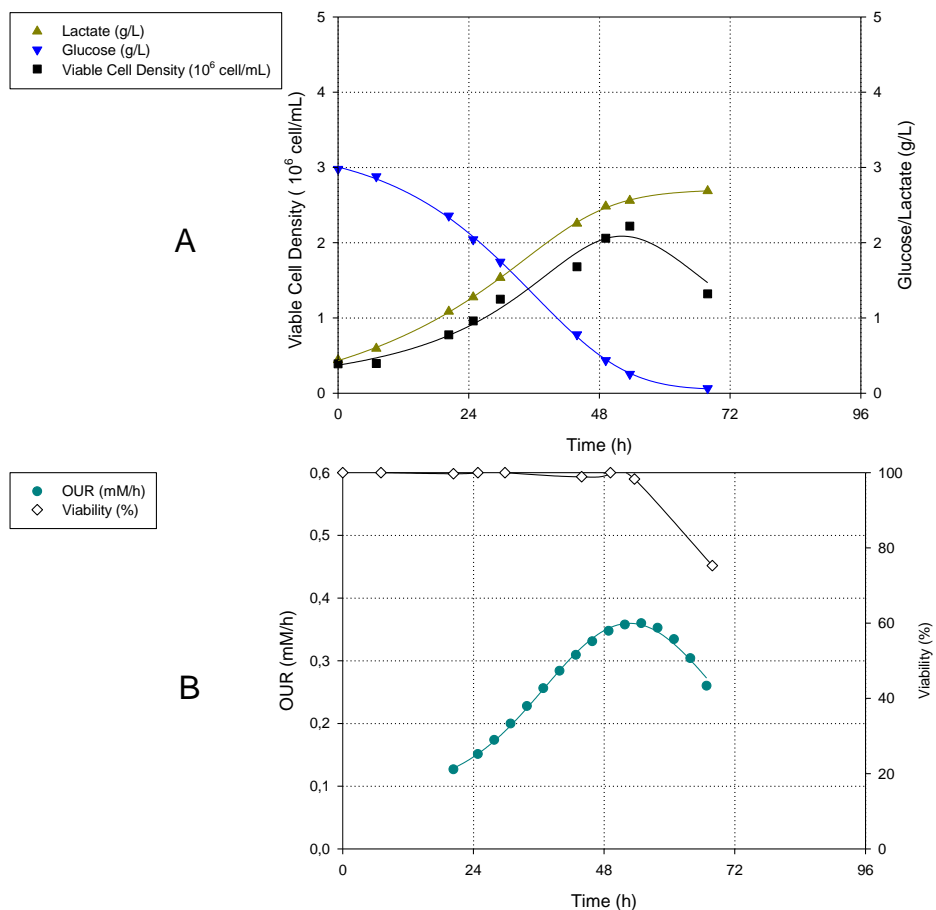 Lactate (g/L)
Glucose (g/L)
Viable Cell Density (10⁶ cell/mL)
A
Viable Cell Density ( 10⁶ cell/mL)
5
4
3
2
1
0
5
4
3
2
1
0
Glucose/Lactate (g/L)
0 24 48 72 96
Time (h)
OUR (mM/h)
Viability (%)
B
OUR (mM/h)
0,6
0,5
0,4
0,3
0,2
0,1
0,0
100
80
60
40
20
0
Viability (%)
0 24 48 72 96
Time (h)